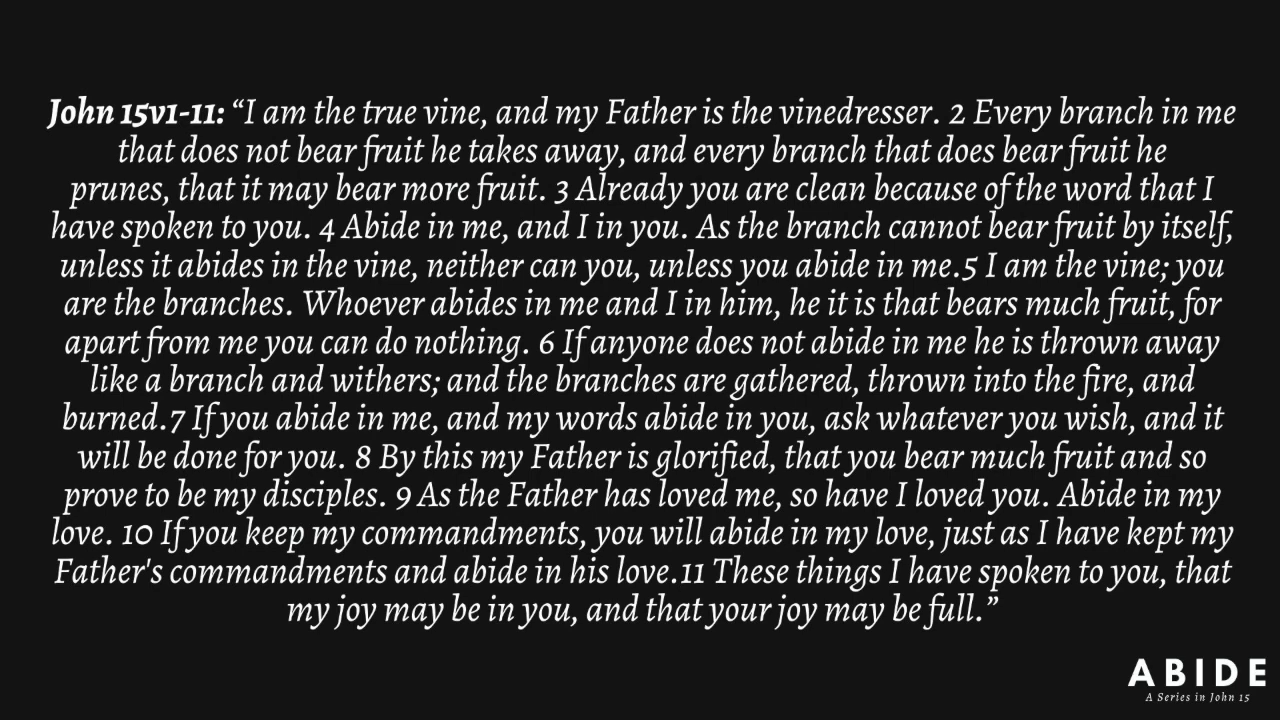 John 15v1-11: “I am the true vine, and my Father is the vinedresser. 2 Every branch in me
that does not bear fruit he takes away, and every branch that does bear fruit he
prunes, that it may bear more fruit. 3 Already you are clean because of the word that I
have spoken to you. 4 Abide in me, and I in you. As the branch cannot bear fruit by itself,
unless it abides in the vine, neither can you, unless you abide in me.5 I am the vine; you
are the branches. Whoever abides in me and I in him, he it is that bears much fruit, for
apart from me you can do nothing. 6 If anyone does not abide in me he is thrown away
like a branch and withers; and the branches are gathered, thrown into the fire, and
burned.7 If you abide in me, and my words abide in you, ask whatever you wish, and it
will be done for you. 8 By this my Father is glorified, that you bear much fruit and so
prove to be my disciples. 9 As the Father has loved me, so have I loved you. Abide in my
love. 10 If you keep my commandments, you will abide in my love, just as I have kept my
Father's commandments and abide in his love.11 These things I have spoken to you, that
my joy may be in you, and that your joy may be full.”
ABIDE
A Series in John 15